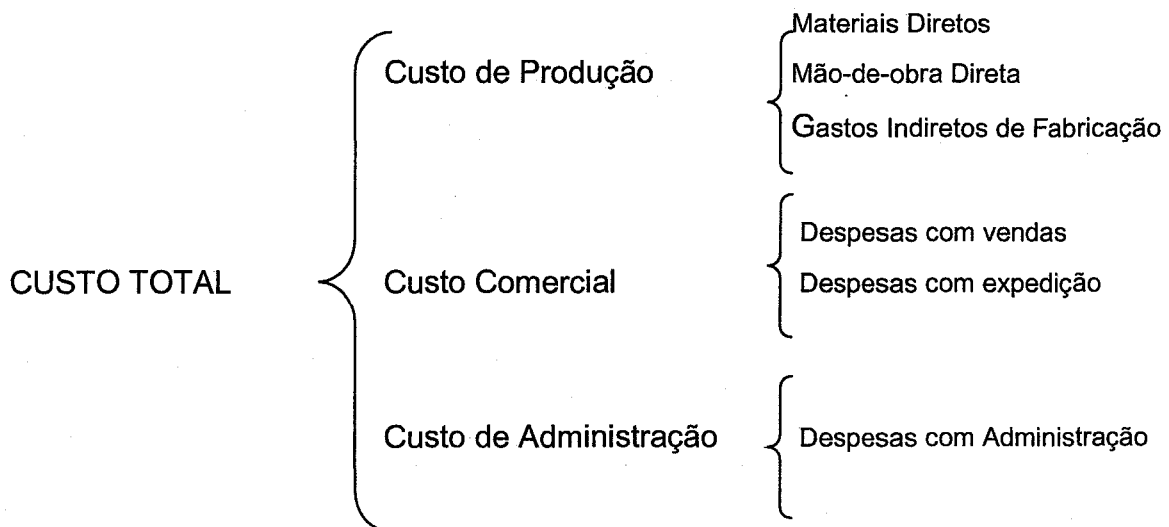 Materiais Diretos
Custo de Produção
Mão-de-obra Direta
Gastos Indiretos de Fabricação
Despesas com vendas
CUSTO TOTAL
Custo Comercial
Despesas com expedição
Custo de Administração
Despesas com Administração